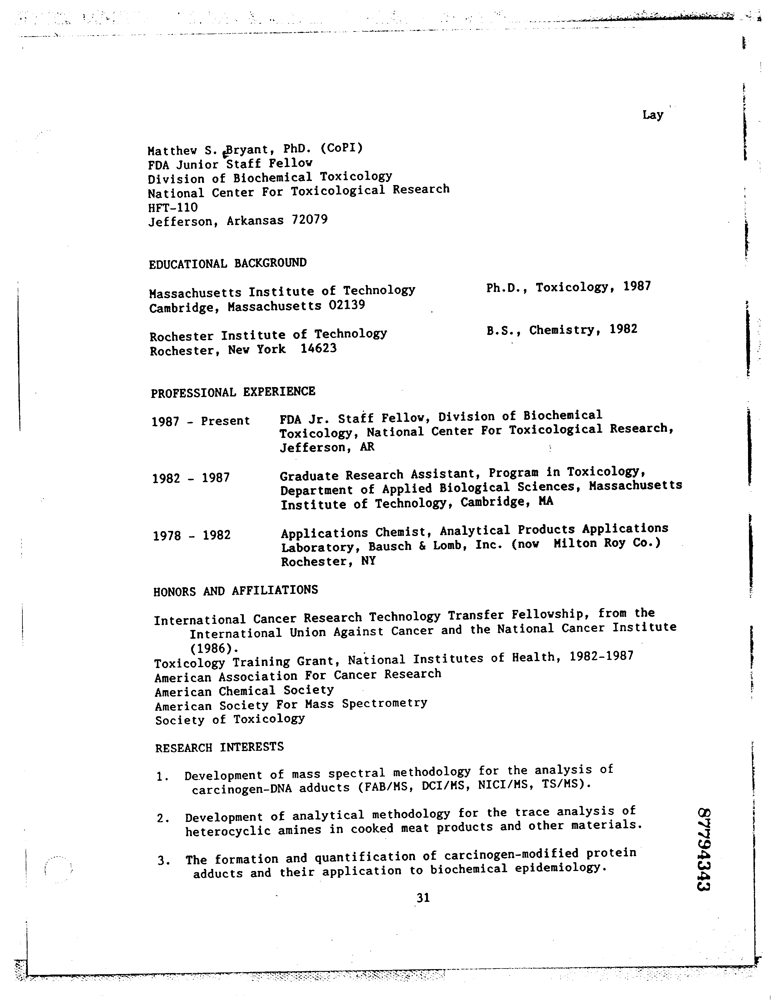 Lay
Matthew S. Bryant, PhD. (CoPI)
FDA Junior Staff Fellow
Division of Biochemical Toxicology
National Center For Toxicological Research
HFT-110
Jefferson, Arkansas 72079
EDUCATIONAL BACKGROUND
Massachusetts Institute of Technology Ph.D., Toxicology, 1987
Cambridge, Massachusetts 02139
Rochester Institute of Technology B.S., Chemistry, 1982
Rochester, New York 14623
PROFESSIONAL EXPERIENCE
1987 - Present FDA Jr. Staff Fellow, Division of Biochemical
Toxicology, National Center For Toxicological Research,
Jefferson, AR
1982 - 1987 Graduate Research Assistant, Program in Toxicology,
Department of Applied Biological Sciences, Massachusetts
Institute of Technology, Cambridge, MA
1978 - 1982 Applications Chemist, Analytical Products Applications
Laboratory, Bausch & Lomb, Inc. (now Milton Roy Co.)
Rochester, NY
HONORS AND AFFILIATIONS
International Cancer Research Technology Transfer Fellowship, from the
International Union Against Cancer and the National Cancer Institute
(1986).
Toxicology Training Grant, National Institutes of Health, 1982-1987
American Association For Cancer Research
American Chemical Society
American Society For Mass Spectrometry
Society of Toxicology
RESEARCH INTERESTS
1. Development of mass spectral methodology for the analysis of
carcinogen-DNA adducts (FAB/MS, DCI/MS, NICI/MS, TS/MS).
2. Development of analytical methodology for the trace analysis of
heterocyclic amines in cooked meat products and other materials.
3. The formation and quantification of carcinogen-modified protein
adducts and their application to biochemical epidemiology.
31
87794343